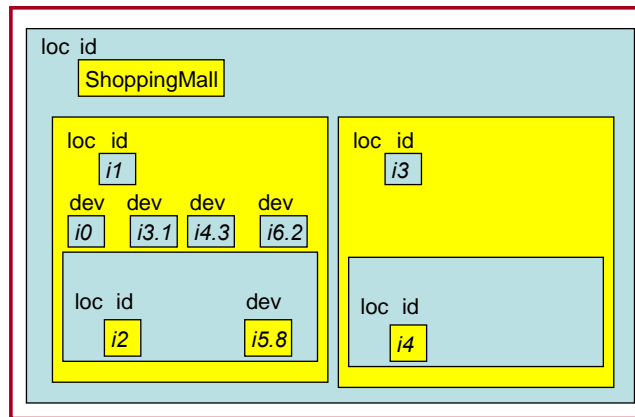 loc id
ShoppingMall
loc id
i1
dev dev dev dev
i0 i3.1 i4.3 i6.2
loc id dev
i2 i5.8
loc id
i3
loc id
i4